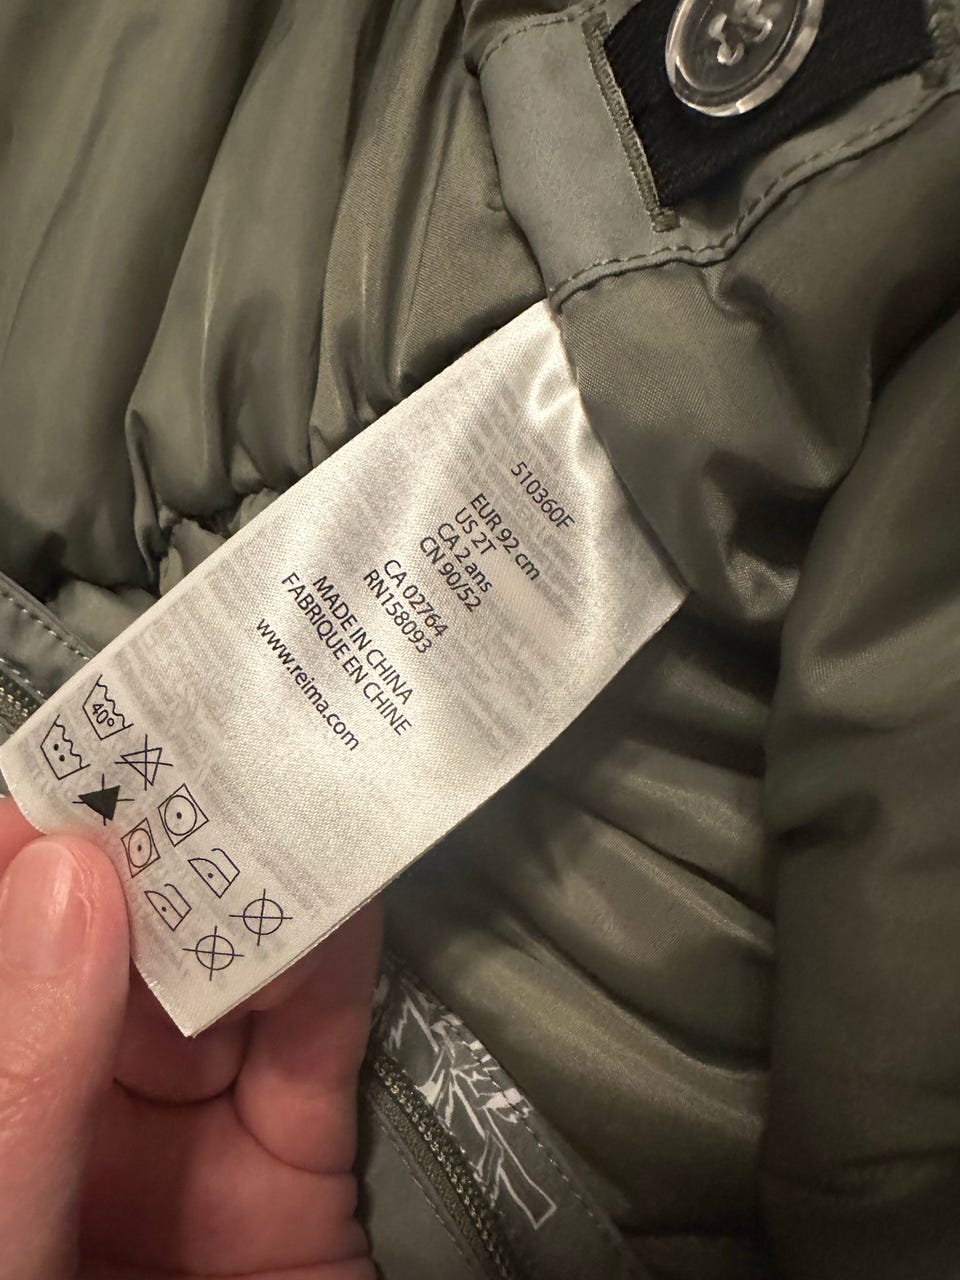 510360F
EUR 92 cm
US 2T
CA 2 ans
CN 90/52
CA 02764
RN158093
MADE IN CHINA
FABRIQUE EN CHINE
www.reima.com
40°